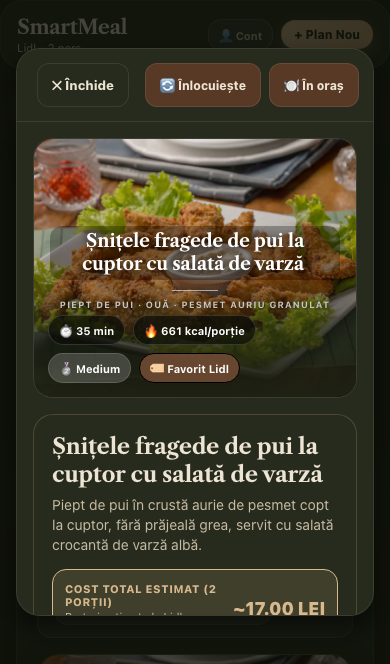 SmartMeal
Lidl · 2 pers.
Cont
+ Plan Nou
Închide
Înlocuiește
În oraș
Șnițele fragede de pui la
cuptor cu salată de varză
PIEPT DE PUI · OUĂ · PESMET AURIU GRANULAT
35 min
661 kcal/porție
Medium
Favorit Lidl
Șnițele fragede de pui la
cuptor cu salată de varză
Piept de pui în crustă aurie de pesmet copt
la cuptor, fără prăjeală grea, servit cu salată
crocantă de varză albă.
COST TOTAL ESTIMAT (2
PORȚII)
~17.00 LEI